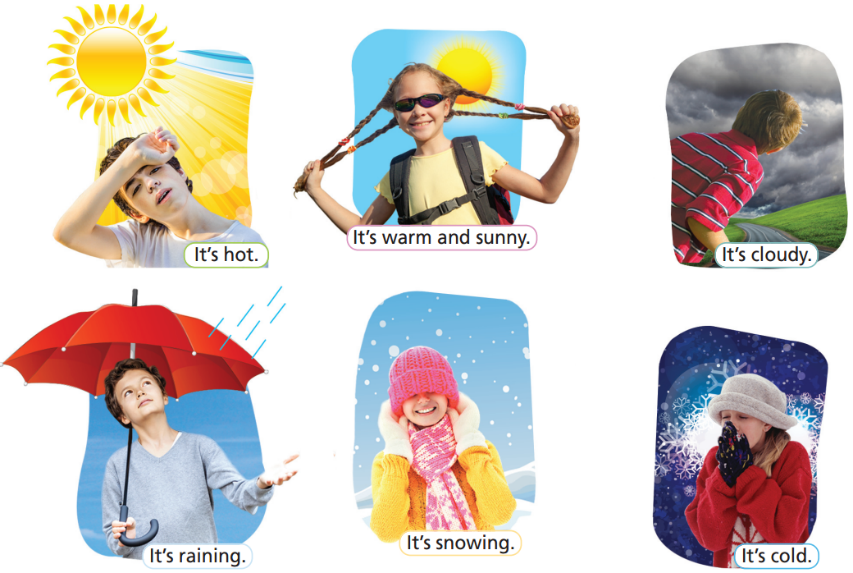 It's hot.
It's warm and sunny.
It's cloudy.
It's raining.
It's snowing.
It's cold.